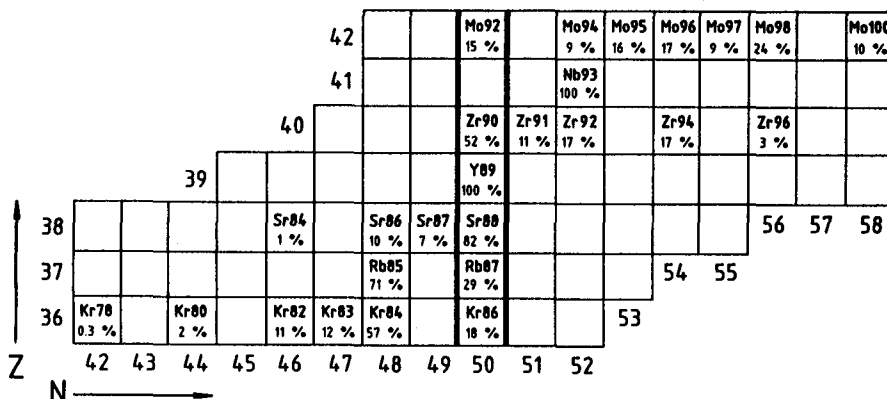 42 Mo92 Mo94 Mo95 Mo96 Mo97 Mo98 Mo100
15 % 9 % 16 % 17 % 9 % 24 % 10 %
41 Nb93
100 %
40 Zr90 Zr91 Zr92 Zr94 Zr96
52 % 11 % 17 % 17 % 3 %
39 Y89
100 %
38 Sr84 Sr86 Sr87 Sr88 56 57 58
1 % 10 % 7 % 82 %
37 Rb85 Rb87 54 55
71 % 29 %
36 Kr78 Kr80 Kr82 Kr83 Kr84 Kr86 53
0.3 % 2 % 11 % 12 % 57 % 18 %
Z 42 43 44 45 46 47 48 49 50 51 52
N